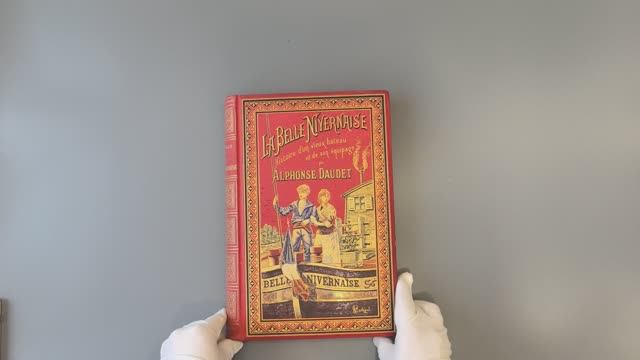 LA BELLE NIVERNAISE
Histoire d'un vieux bateau
et de son équipage
par
ALPHONSE DAUDET
BELLE NIVERNAISE